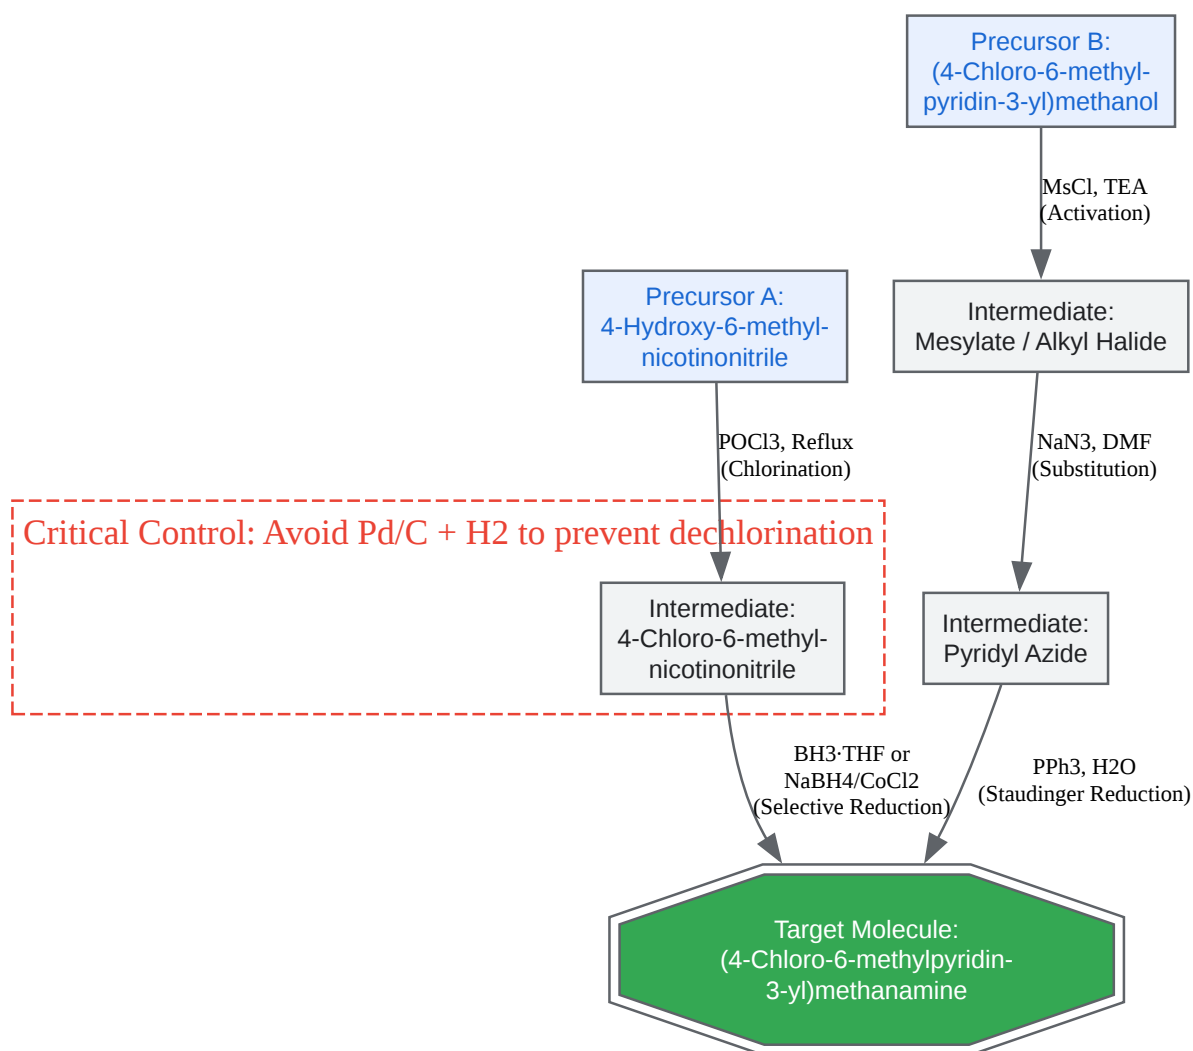 Precursor B:
(4-Chloro-6-methyl-
pyridin-3-yl)methanol
MsCl, TEA
(Activation)
Precursor A:
4-Hydroxy-6-methyl-
nicotinonitrile
Intermediate:
Mesylate / Alkyl Halide
POCl3, Reflux
(Chlorination)
NaN3, DMF
(Substitution)
Critical Control: Avoid Pd/C + H2 to prevent dechlorination
Intermediate:
4-Chloro-6-methyl-
nicotinonitrile
Intermediate:
Pyridyl Azide
BH3·THF or
NaBH4/CoCl2
(Selective Reduction)
PPh3, H2O
(Staudinger Reduction)
Target Molecule:
(4-Chloro-6-methylpyridin-
3-yl)methanamine